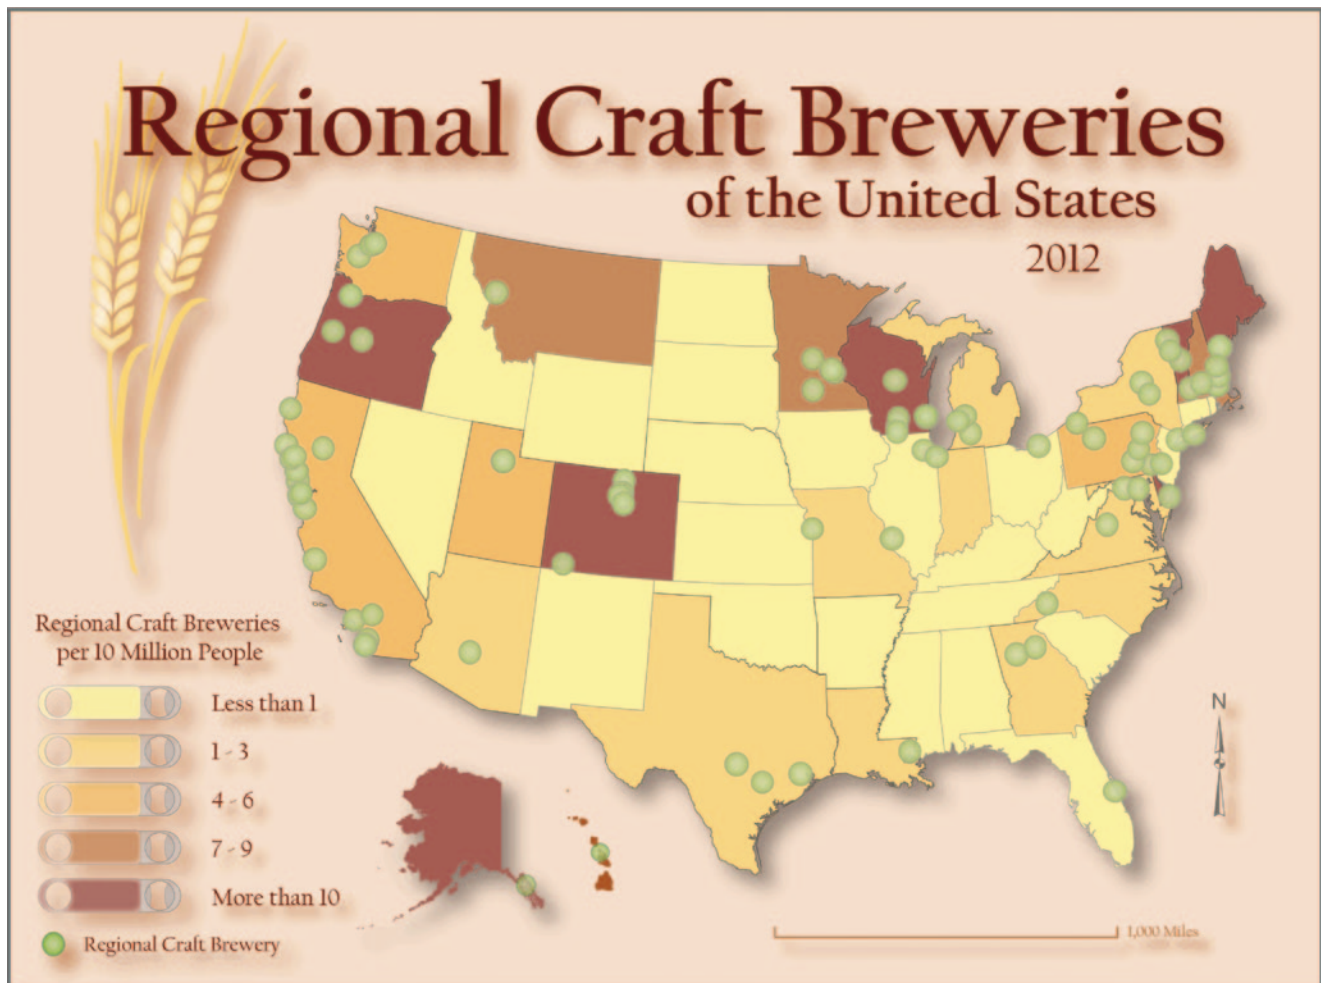 Regional Craft Breweries
of the United States
2012
Regional Craft Breweries
per 10 Million People
Less than 1
1 - 3
4 - 6
7 - 9
More than 10
Regional Craft Brewery
N
1,000 Miles